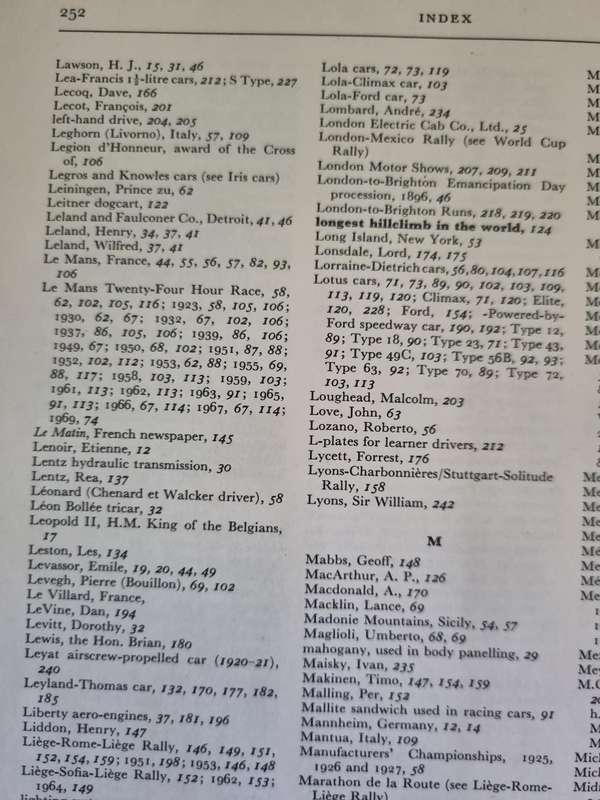 252
INDEX
Lawson, H. J., 15, 31, 46
Lea-Francis 1½-litre cars, 212; S Type, 227
Lecoq, Dave, 166
Lecot, François, 201
left-hand drive, 204, 205
Leghorn (Livorno), Italy, 57, 109
Legion d'Honneur, award of the Cross
of, 106
Legros and Knowles cars (see Iris cars)
Leiningen, Prince zu, 62
Leitner dogcart, 122
Leland and Faulconer Co., Detroit, 41, 46
Leland, Henry, 34, 37, 41
Leland, Wilfred, 37, 41
Le Mans, France, 44, 55, 56, 57, 82, 93,
106
Le Mans Twenty-Four Hour Race, 58,
62, 102, 105, 116; 1923, 58, 105, 106;
1930, 62, 67; 1932, 67, 102, 106;
1937, 86, 105, 106; 1939, 86, 106;
1949, 67; 1950, 68, 102; 1951, 87, 88;
1952, 102, 112; 1953, 62, 88; 1955, 69,
88, 117; 1958, 103, 113; 1959, 103;
1961, 113; 1962, 113; 1963, 91; 1965,
91, 113; 1966, 67, 114; 1967, 67, 114;
1969, 74
Le Matin, French newspaper, 145
Lenoir, Etienne, 12
Lentz hydraulic transmission, 30
Lentz, Rea, 137
Léonard (Chenard et Walcker driver), 58
Léon Bollée tricar, 32
Leopold II, H.M. King of the Belgians,
17
Leston, Les, 134
Levassor, Emile, 19, 20, 44, 49
Levegh, Pierre (Bouillon), 69, 102
Le Villard, France,
LeVine, Dan, 194
Levitt, Dorothy, 32
Lewis, the Hon. Brian, 180
Leyat airscrew-propelled car (1920–21),
240
Leyland-Thomas car, 132, 170, 177, 182,
185
Liberty aero-engines, 37, 181, 196
Liddon, Henry, 147
Liège-Rome-Liège Rally, 146, 149, 151,
152, 154, 159; 1951, 198; 1953, 146, 148
Liège-Sofia-Liège Rally, 152; 1962, 153;
1964, 149
Lola cars, 72, 73, 119
Lola-Climax car, 103
Lola-Ford car, 73
Lombard, André, 234
London Electric Cab Co., Ltd., 25
London-Mexico Rally (see World Cup
Rally)
London Motor Shows, 207, 209, 211
London-to-Brighton Emancipation Day
procession, 1896, 46
London-to-Brighton Runs, 218, 219, 220
longest hillclimb in the world, 124
Long Island, New York, 53
Lonsdale, Lord, 174, 175
Lorraine-Dietrich cars, 56, 80, 104, 107, 116
Lotus cars, 71, 73, 89, 90, 102, 103, 109,
113, 119, 120; Climax, 71, 120; Elite,
120, 228; Ford, 154; -Powered-by-
Ford speedway car, 190, 192; Type 12,
89; Type 18, 90; Type 23, 71; Type 43,
91; Type 49C, 103; Type 56B, 92, 93;
Type 63, 92; Type 70, 89; Type 72,
103, 113
Loughead, Malcolm, 203
Love, John, 63
Lozano, Roberto, 56
L-plates for learner drivers, 212
Lycett, Forrest, 176
Lyons-Charbonnières/Stuttgart-Solitude
Rally, 158
Lyons, Sir William, 242
M
Mabbs, Geoff, 148
MacArthur, A. P., 126
Macdonald, A., 170
Macklin, Lance, 69
Madonie Mountains, Sicily, 54, 57
Maglioli, Umberto, 68, 69
mahogany, used in body panelling, 29
Maisky, Ivan, 235
Makinen, Timo, 147, 154, 159
Malling, Per, 152
Mallite sandwich used in racing cars, 91
Mannheim, Germany, 12, 14
Mantua, Italy, 109
Manufacturers' Championships, 1925,
1926 and 1927, 58
Marathon de la Route (see Liège-Rome-
Liège Rally)